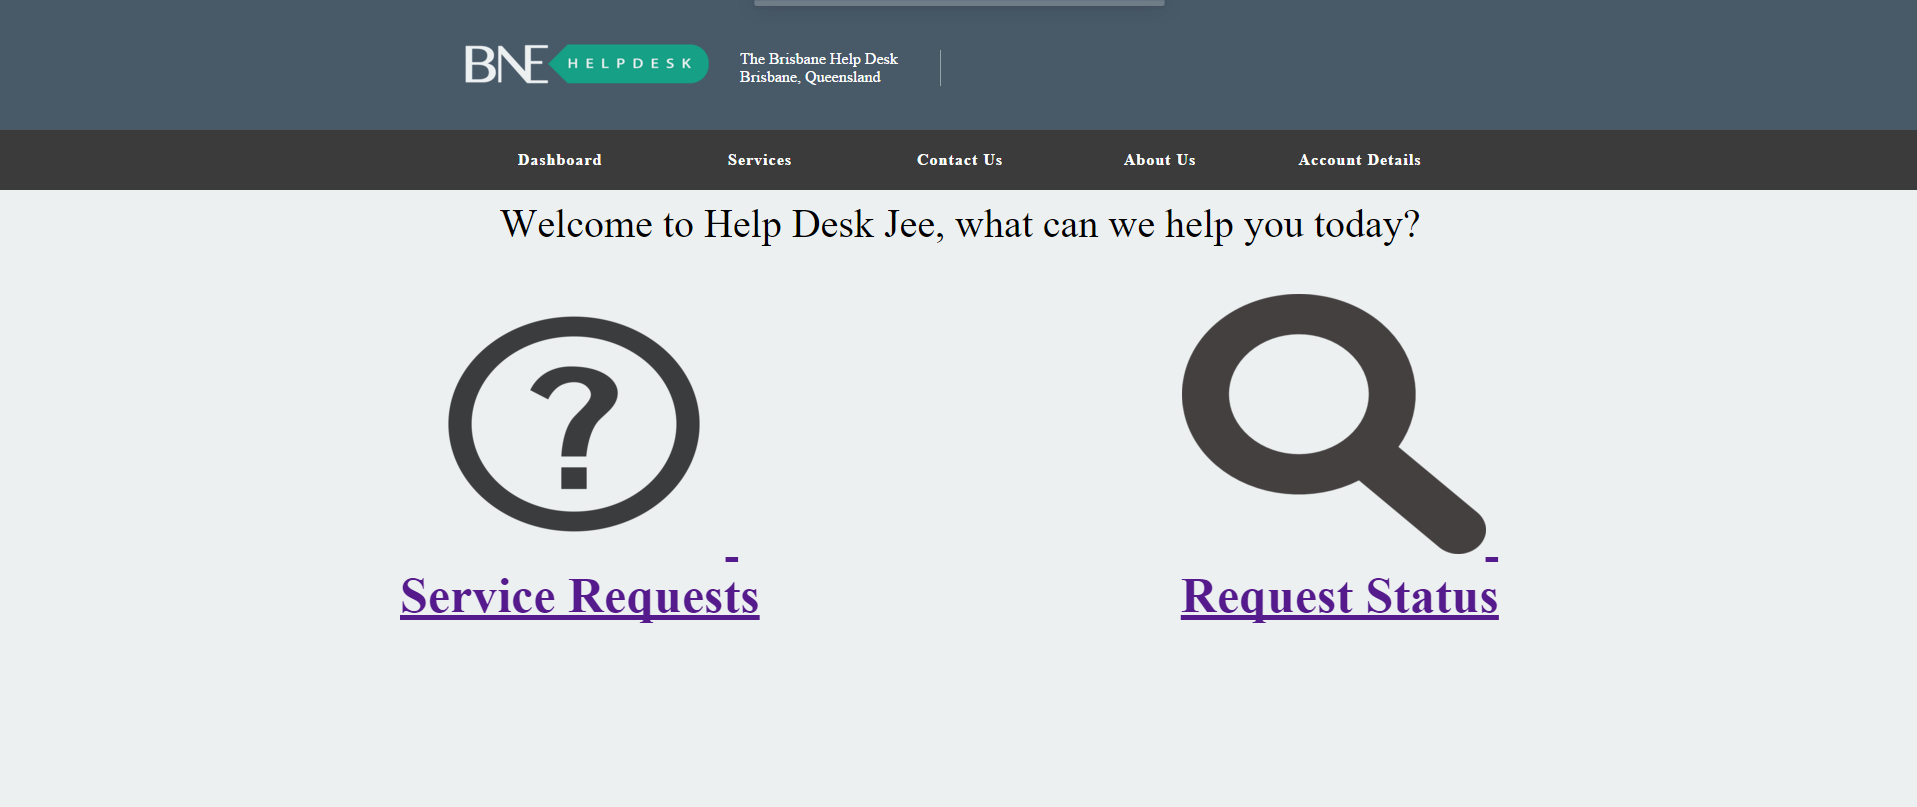 BNE HELPDESK
The Brisbane Help Desk
Brisbane, Queensland
Dashboard Services Contact Us About Us Account Details
Welcome to Help Desk Jee, what can we help you today?
?
Service Requests
Request Status